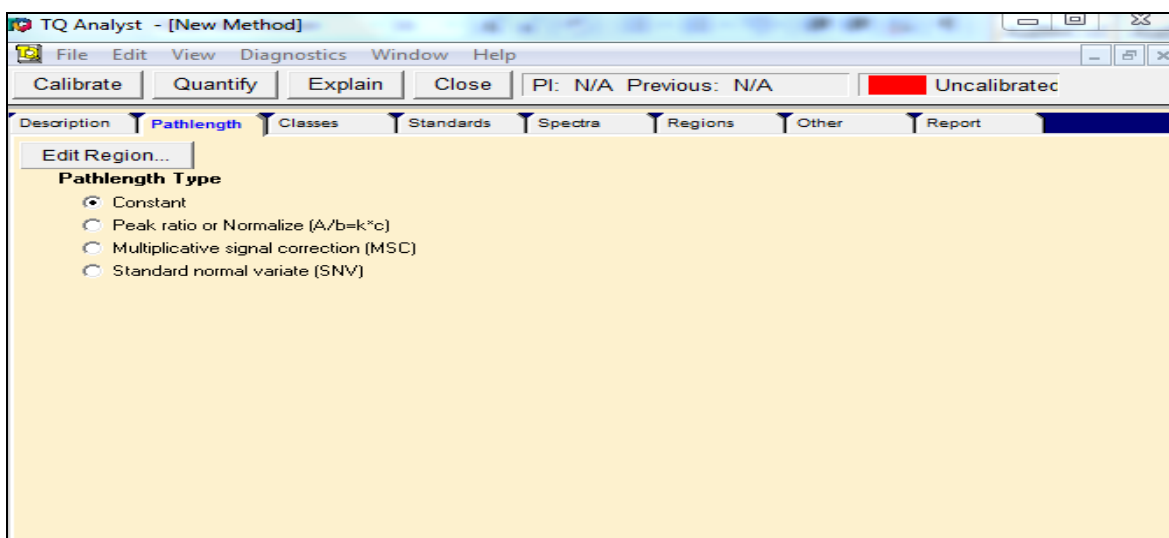 TQ Analyst - [New Method]
File Edit View Diagnostics Window Help
Calibrate Quantify Explain Close PI: N/A Previous: N/A Uncalibratec
Description Pathlength Classes Standards Spectra Regions Other Report
Edit Region...
Pathlength Type
Constant
Peak ratio or Normalize (A/b=k*c)
Multiplicative signal correction (MSC)
Standard normal variate (SNV)